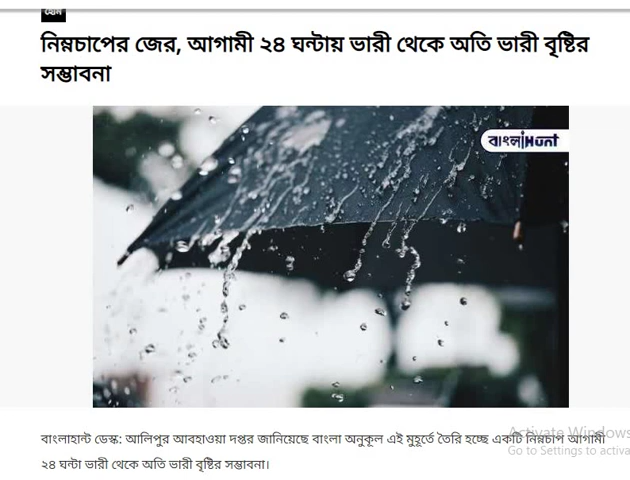 নিম্নচাপের জের, আগামী ২৪ ঘন্টায় ভারী থেকে অতি ভারী বৃষ্টির
সম্ভাবনা
বাংলাHunt
বাংলাহান্ট ডেস্ক: আলিপুর আবহাওয়া দপ্তর জানিয়েছে বাংলা অনুকূল এই মুহূর্তে তৈরি হচ্ছে একটি নিম্নচাপ আগামী
২৪ ঘন্টা ভারী থেকে অতি ভারী বৃষ্টির সম্ভাবনা।
Activate Windows
Go to Settings to activa